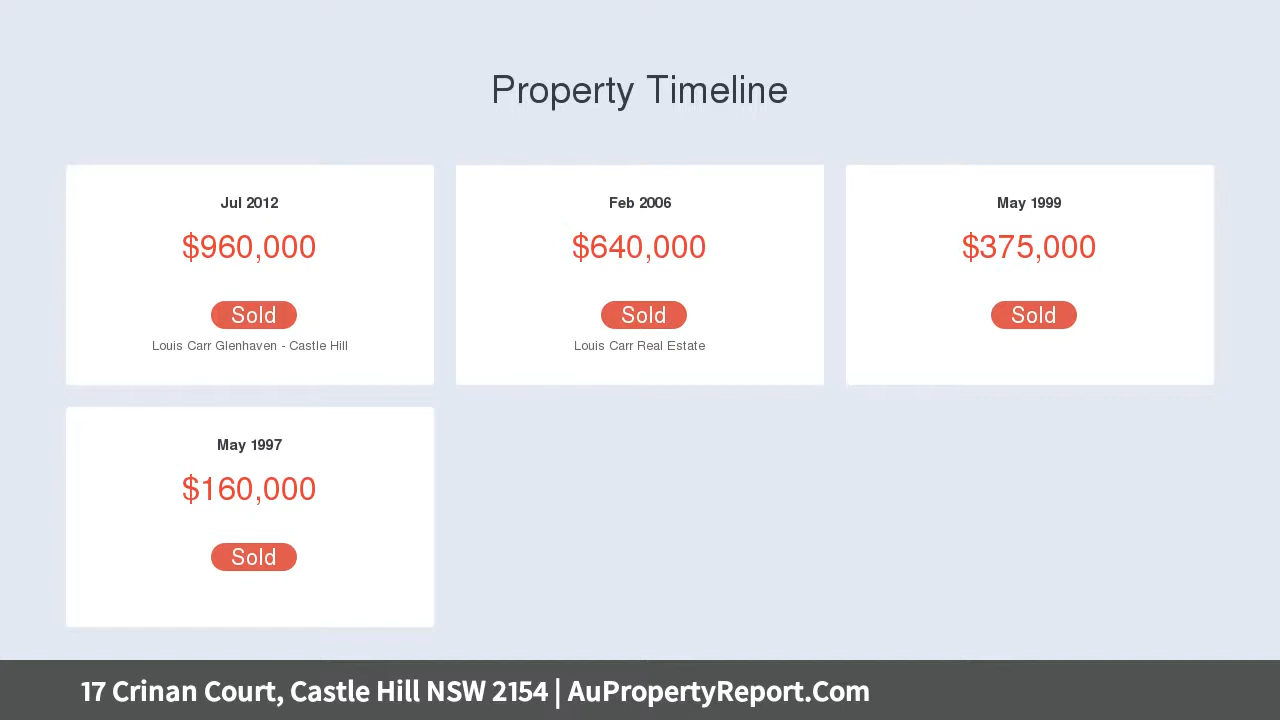 Property Timeline
Jul 2012
$960,000
Sold
Louis Carr Glenhaven - Castle Hill
Feb 2006
$640,000
Sold
Louis Carr Real Estate
May 1999
$375,000
Sold
May 1997
$160,000
Sold
17 Crinan Court, Castle Hill NSW 2154 | AuPropertyReport.Com